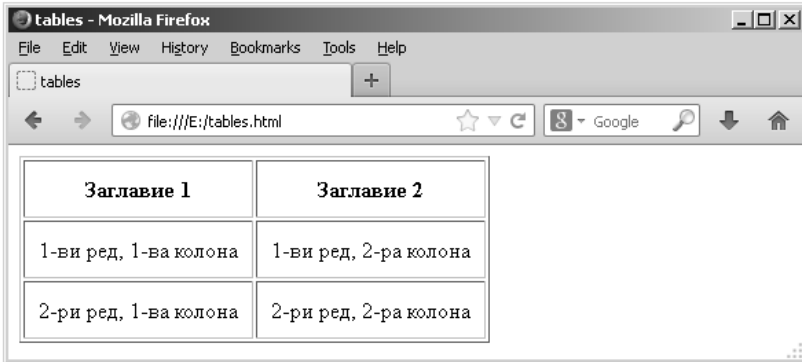 tables - Mozilla Firefox
File Edit View History Bookmarks Tools Help
tables
file:///E:/tables.html
8 Google
Заглавие 1 Заглавие 2
1-ви ред, 1-ва колона 1-ви ред, 2-ра колона
2-ри ред, 1-ва колона 2-ри ред, 2-ра колона